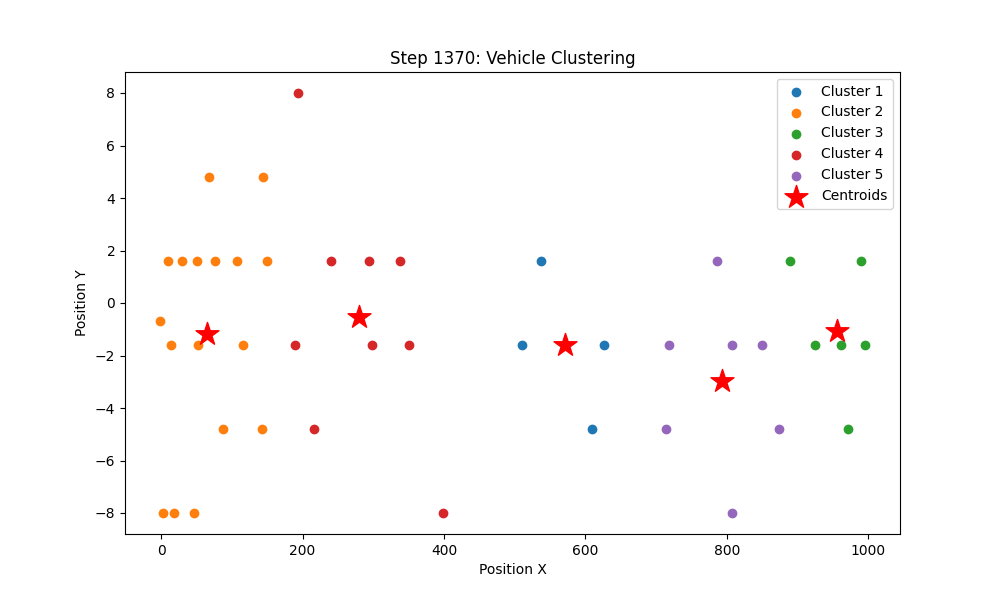 Step 1370: Vehicle Clustering
Cluster 1
Cluster 2
Cluster 3
Cluster 4
Cluster 5
Centroids
8
6
4
2
0
−2
−4
−6
−8
Position Y
0
200
400
600
800
1000
Position X